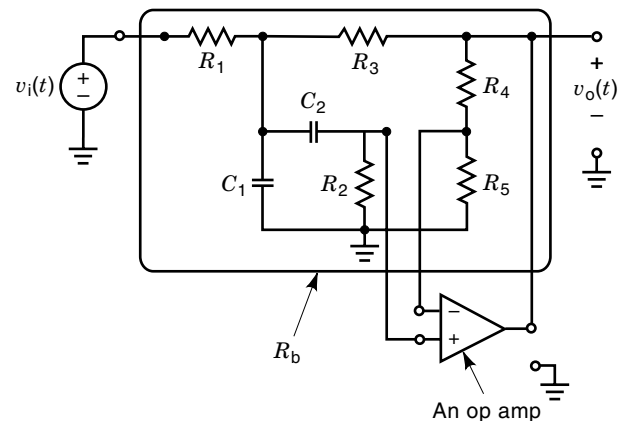 R1
R3
R4
vi(t)
+
−
C2
+
vo(t)
−
C1
R2
R5
Rb
−
+
An op amp